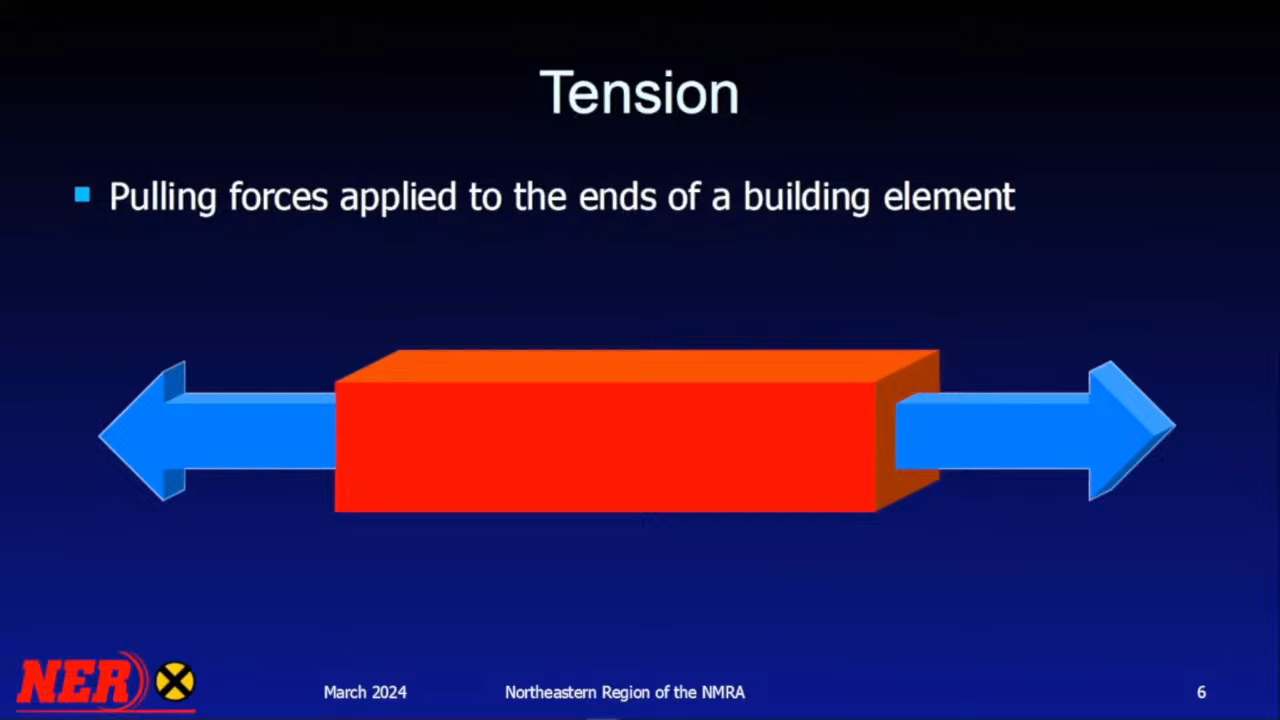 Tension
Pulling forces applied to the ends of a building element
NER
March 2024
Northeastern Region of the NMRA
6